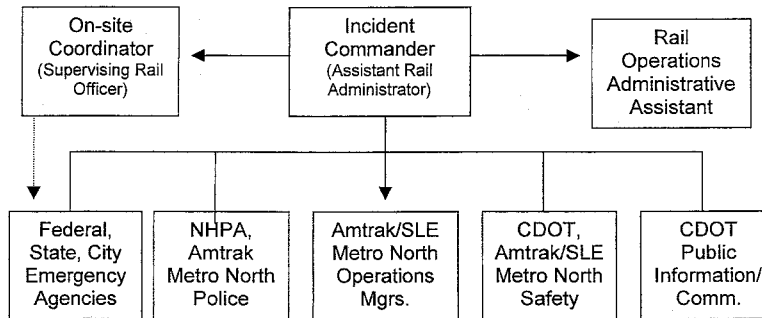 On-site
Coordinator
(Supervising Rail
Officer)
Incident
Commander
(Assistant Rail
Administrator)
Rail
Operations
Administrative
Assistant
Federal,
State, City
Emergency
Agencies
NHPA,
Amtrak
Metro North
Police
Amtrak/SLE
Metro North
Operations
Mgrs.
CDOT,
Amtrak/SLE
Metro North
Safety
CDOT
Public
Information/
Comm.